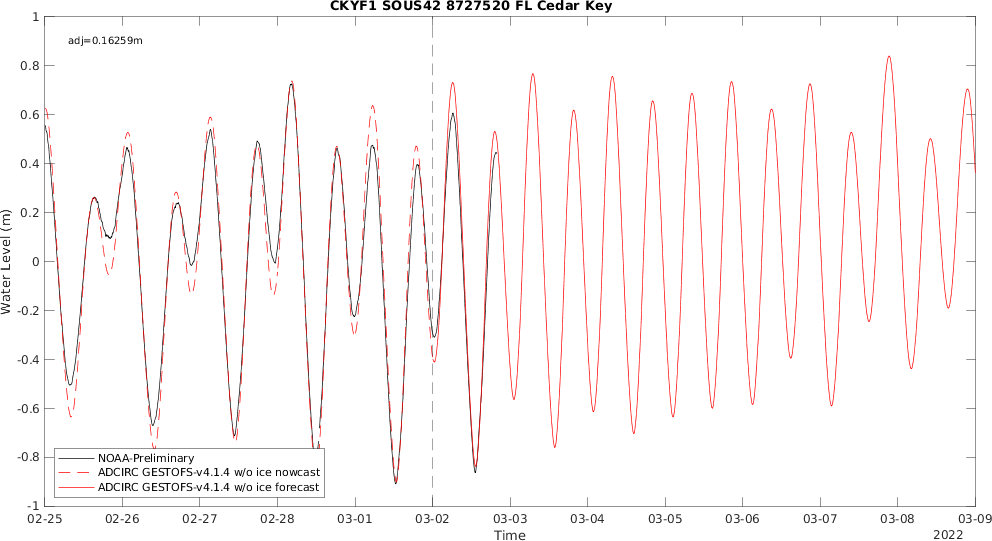 CKYF1 SOUS42 8727520 FL Cedar Key
adj=0.16259m
Water Level (m)
1
0.8
0.6
0.4
0.2
0
-0.2
-0.4
-0.6
-0.8
-1
NOAA-Preliminary
ADCIRC GESTOFS-v4.1.4 w/o ice nowcast
ADCIRC GESTOFS-v4.1.4 w/o ice forecast
02-25 02-26 02-27 02-28 03-01 03-02 03-03 03-04 03-05 03-06 03-07 03-08 03-09
Time
2022